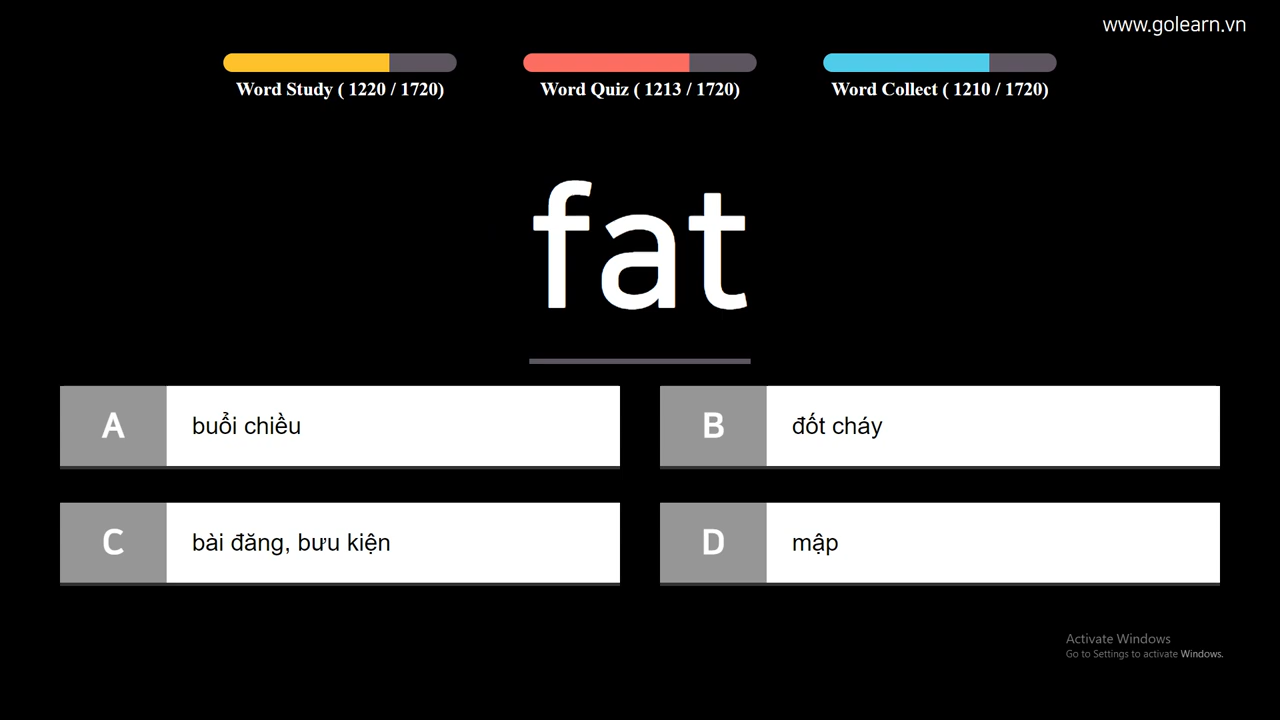 www.golearn.vn
Word Study ( 1220 / 1720)
Word Quiz ( 1213 / 1720)
Word Collect ( 1210 / 1720)
fat
A buổi chiều
B đốt cháy
C bài đăng, bưu kiện
D mập
Activate Windows
Go to Settings to activate Windows.